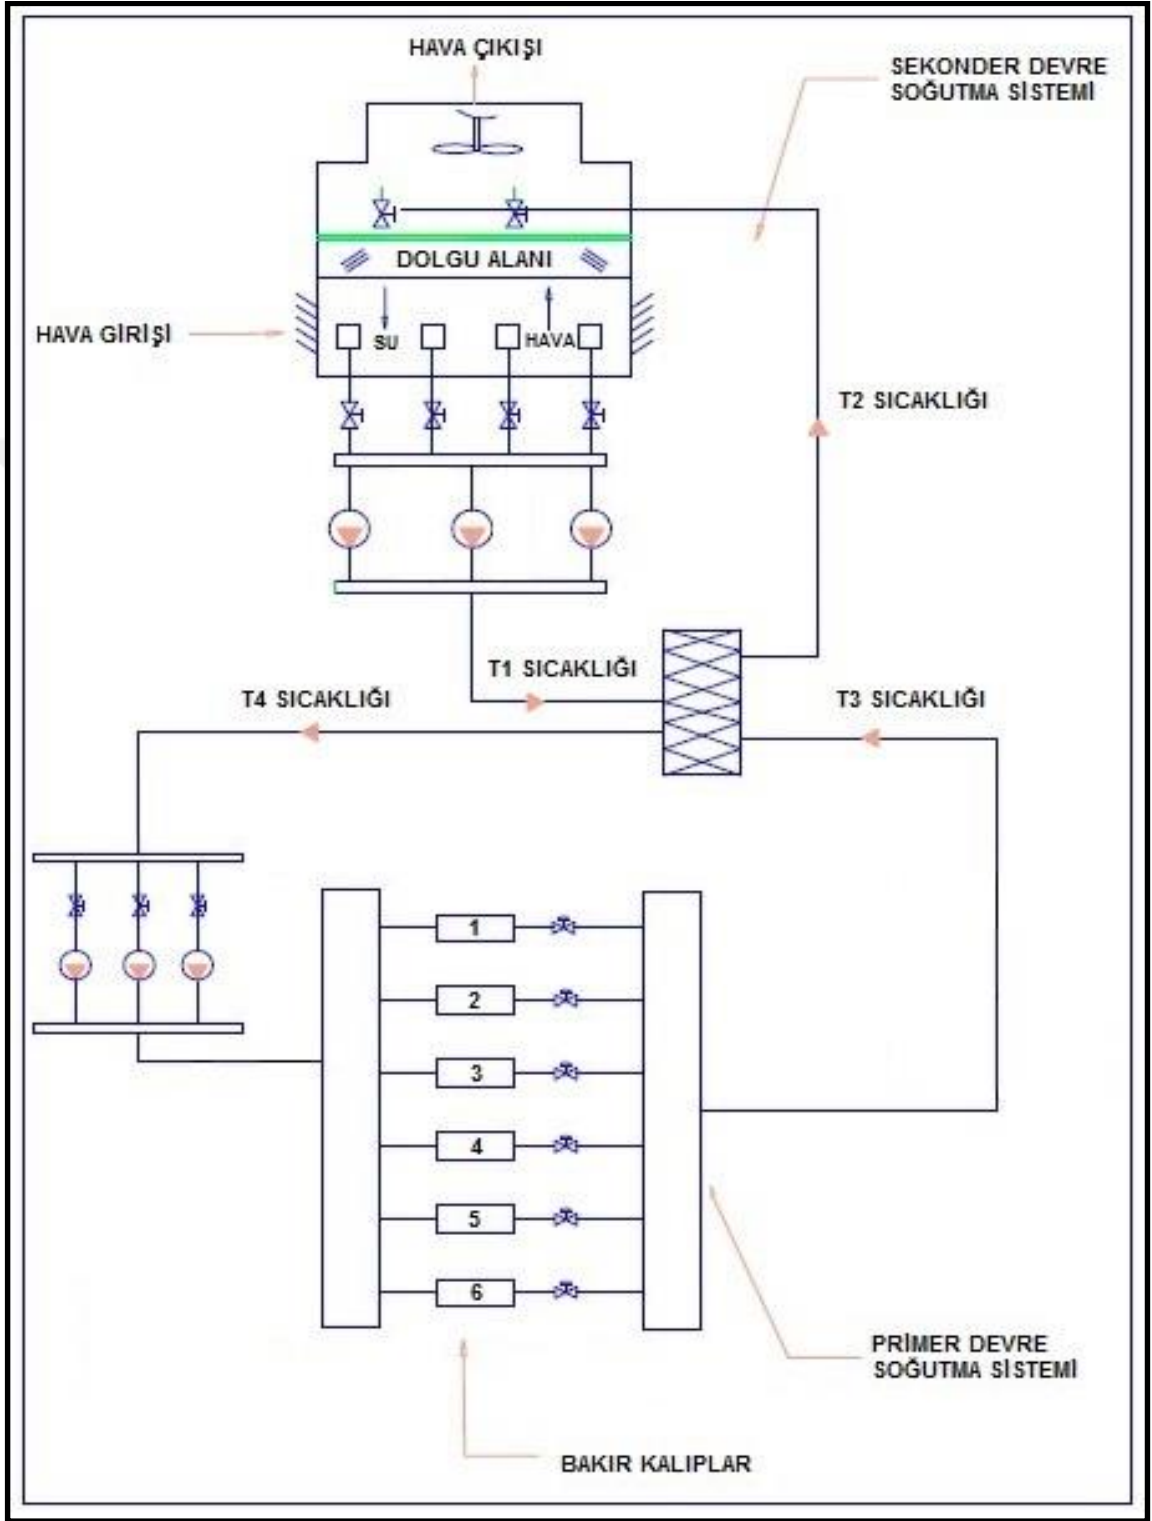 HAVA ÇIKIŞI
SEKONDER DEVRE
SOĞUTMA SİSTEMİ
DOLGU ALANI
HAVA GİRİŞİ
SU
HAVA
T2 SICAKLIĞI
T1 SICAKLIĞI
T4 SICAKLIĞI
T3 SICAKLIĞI
1
2
3
4
5
6
PRİMER DEVRE
SOĞUTMA SİSTEMİ
BAKIR KALIPLAR